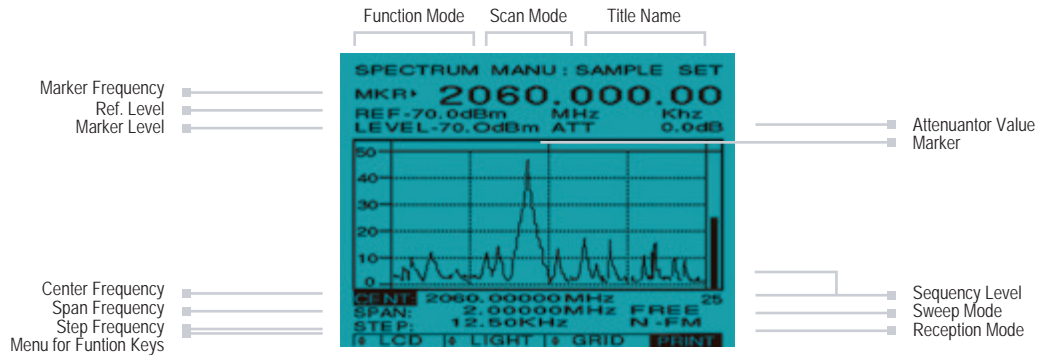 Function Mode Scan Mode Title Name
SPECTRUM MANU : SAMPLE SET
Marker Frequency
MKR 2060.000.00
Ref. Level
REF-70.0dBm MHz Khz
Marker Level
LEVEL-70.0dBm ATT 0.0dB
Attenuantor Value
Marker
50
40
30
20
10
0
Center Frequency
CENT: 2060.00000MHz 25
Sequency Level
Span Frequency
SPAN: 2.00000MHz FREE
Sweep Mode
Step Frequency
STEP: 12.50KHz N-FM
Reception Mode
Menu for Funtion Keys
LCD LIGHT GRID PRINT